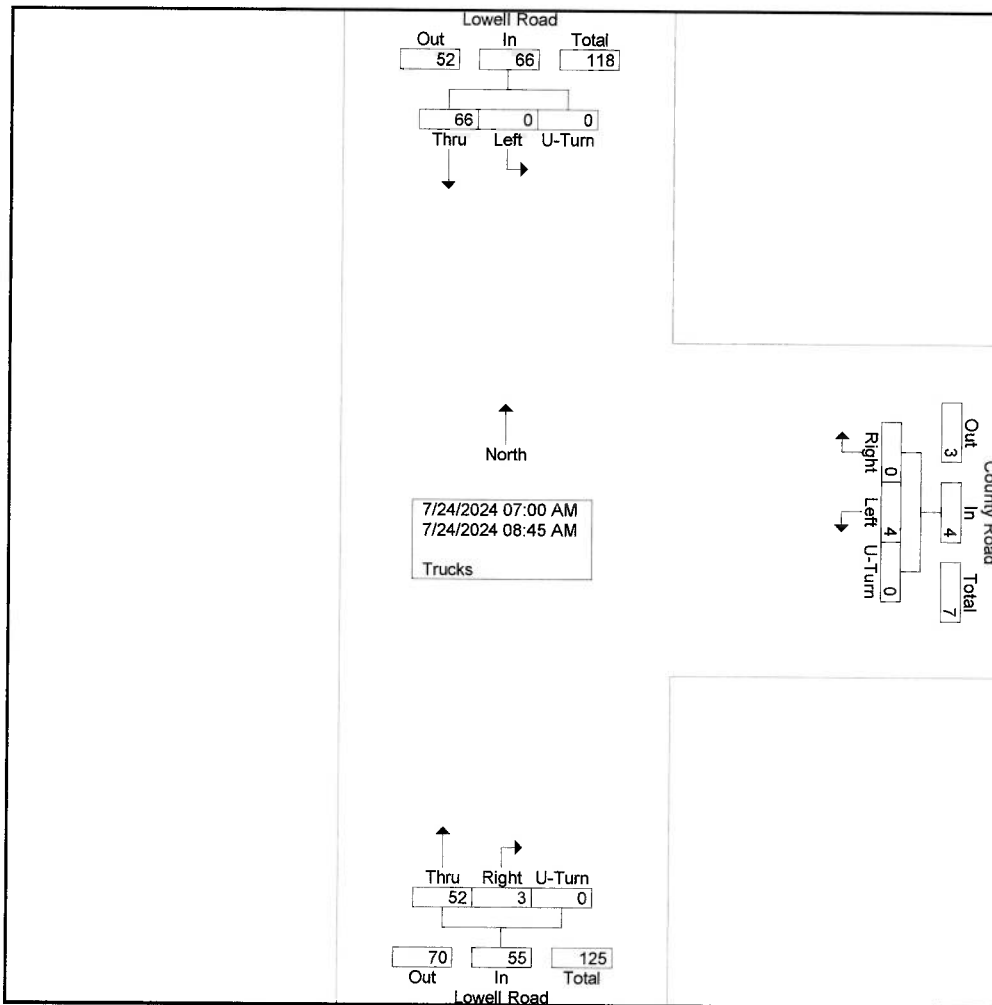 Lowell Road
Out In Total
52 66 118
66 0 0
Thru Left U-Turn
North
7/24/2024 07:00 AM
7/24/2024 08:45 AM
Trucks
County Road
Out In Total
3 4 7
0 4 0
Right Left U-Turn
Thru Right U-Turn
52 3 0
70 55 125
Out In Total
Lowell Road